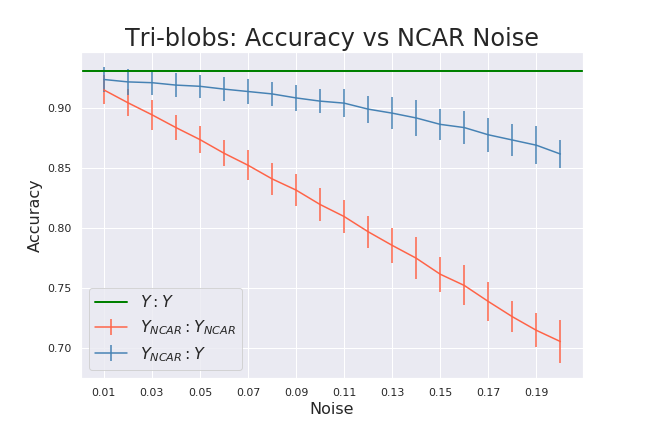 Tri-blobs: Accuracy vs NCAR Noise
Accuracy
0.90
0.85
0.80
0.75
0.70
Y : Y
Y_NCAR : Y_NCAR
Y_NCAR : Y
0.01 0.03 0.05 0.07 0.09 0.11 0.13 0.15 0.17 0.19
Noise